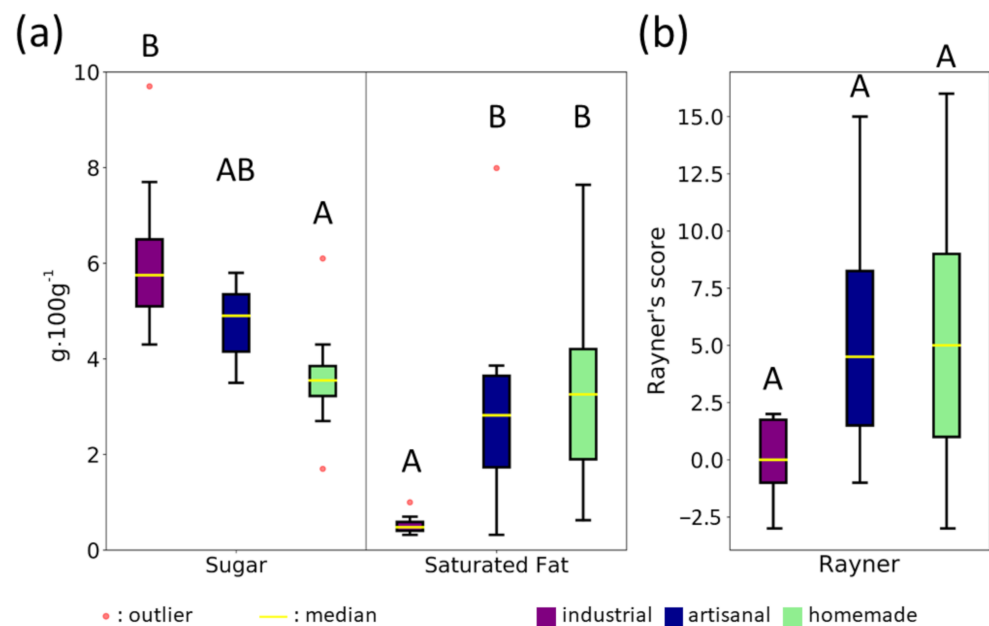 (a)
B
AB
A
A
B
B
10
8
6
4
2
0
g·100g⁻¹
Sugar
Saturated Fat
(b)
A
A
A
15.0
12.5
10.0
7.5
5.0
2.5
0.0
−2.5
Rayner's score
Rayner
: outlier
: median
industrial
artisanal
homemade